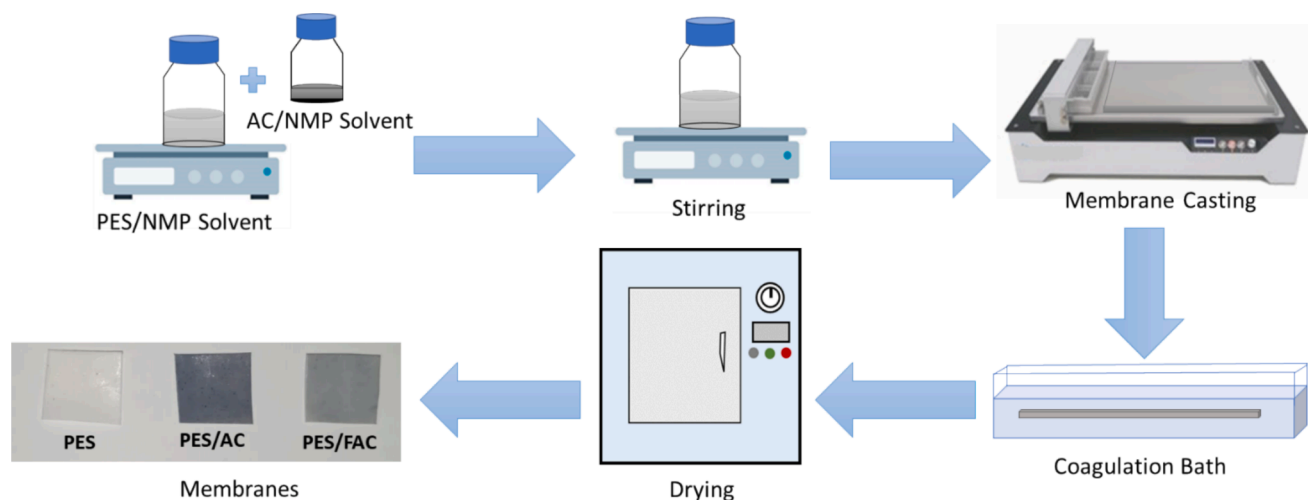 AC/NMP Solvent
PES/NMP Solvent
Stirring
Membrane Casting
Coagulation Bath
Drying
PES
PES/AC
PES/FAC
Membranes